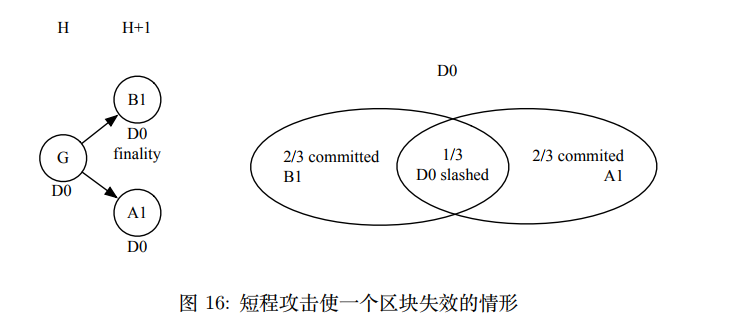 H H+1
D0
B1
D0
finality
G
D0
A1
D0
2/3 committed
B1
1/3
D0 slashed
2/3 commited
A1
图 16: 短程攻击使一个区块失效的情形